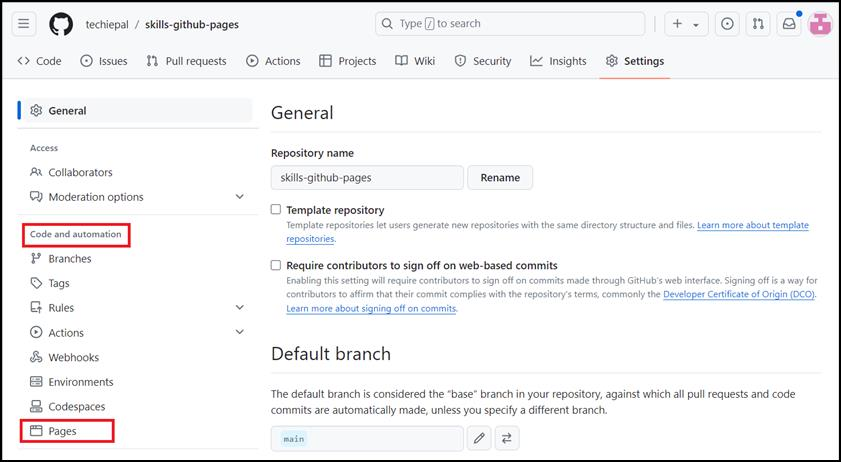 techiepal / skills-github-pages
Type / to search
Code Issues Pull requests Actions Projects Wiki Security Insights Settings
General
Access
Collaborators
Moderation options
Code and automation
Branches
Tags
Rules
Actions
Webhooks
Environments
Codespaces
Pages
General
Repository name
skills-github-pages Rename
Template repository
Template repositories let users generate new repositories with the same directory structure and files. Learn more about template
repositories.
Require contributors to sign off on web-based commits
Enabling this setting will require contributors to sign off on commits made through GitHub's web interface. Signing off is a way for
contributors to affirm that their commit complies with the repository's terms, commonly the Developer Certificate of Origin (DCO).
Learn more about signing off on commits.
Default branch
The default branch is considered the "base" branch in your repository, against which all pull requests and code
commits are automatically made, unless you specify a different branch.
main